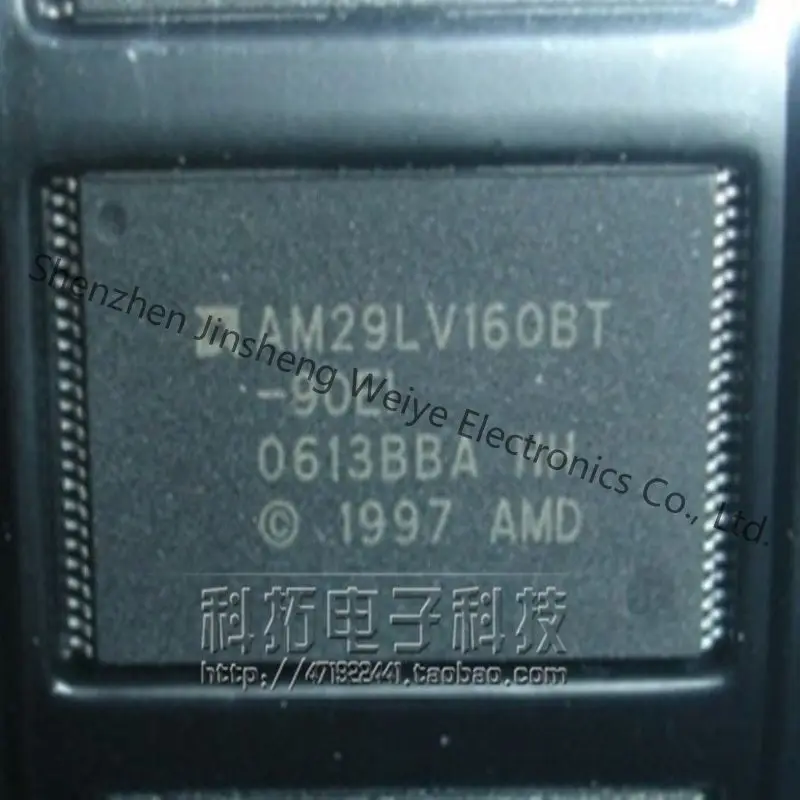 AM29LV160BT
-90EI
0613BBA
© 1997 AMD
Shenzhen Jinsheng Weiye Electronics Co., Ltd.
科拓电子科技
http://471922441.taobao.com